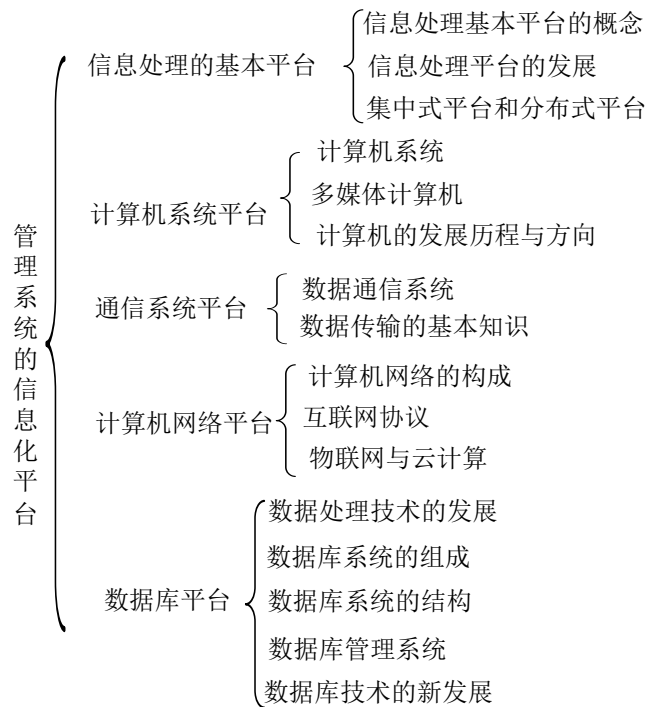 管理系统的信息化平台
信息处理的基本平台
信息处理基本平台的概念
信息处理平台的发展
集中式平台和分布式平台
计算机系统平台
计算机系统
多媒体计算机
计算机的发展历程与方向
通信系统平台
数据通信系统
数据传输的基本知识
计算机网络平台
计算机网络的构成
互联网协议
物联网与云计算
数据库平台
数据处理技术的发展
数据库系统的组成
数据库系统的结构
数据库管理系统
数据库技术的新发展